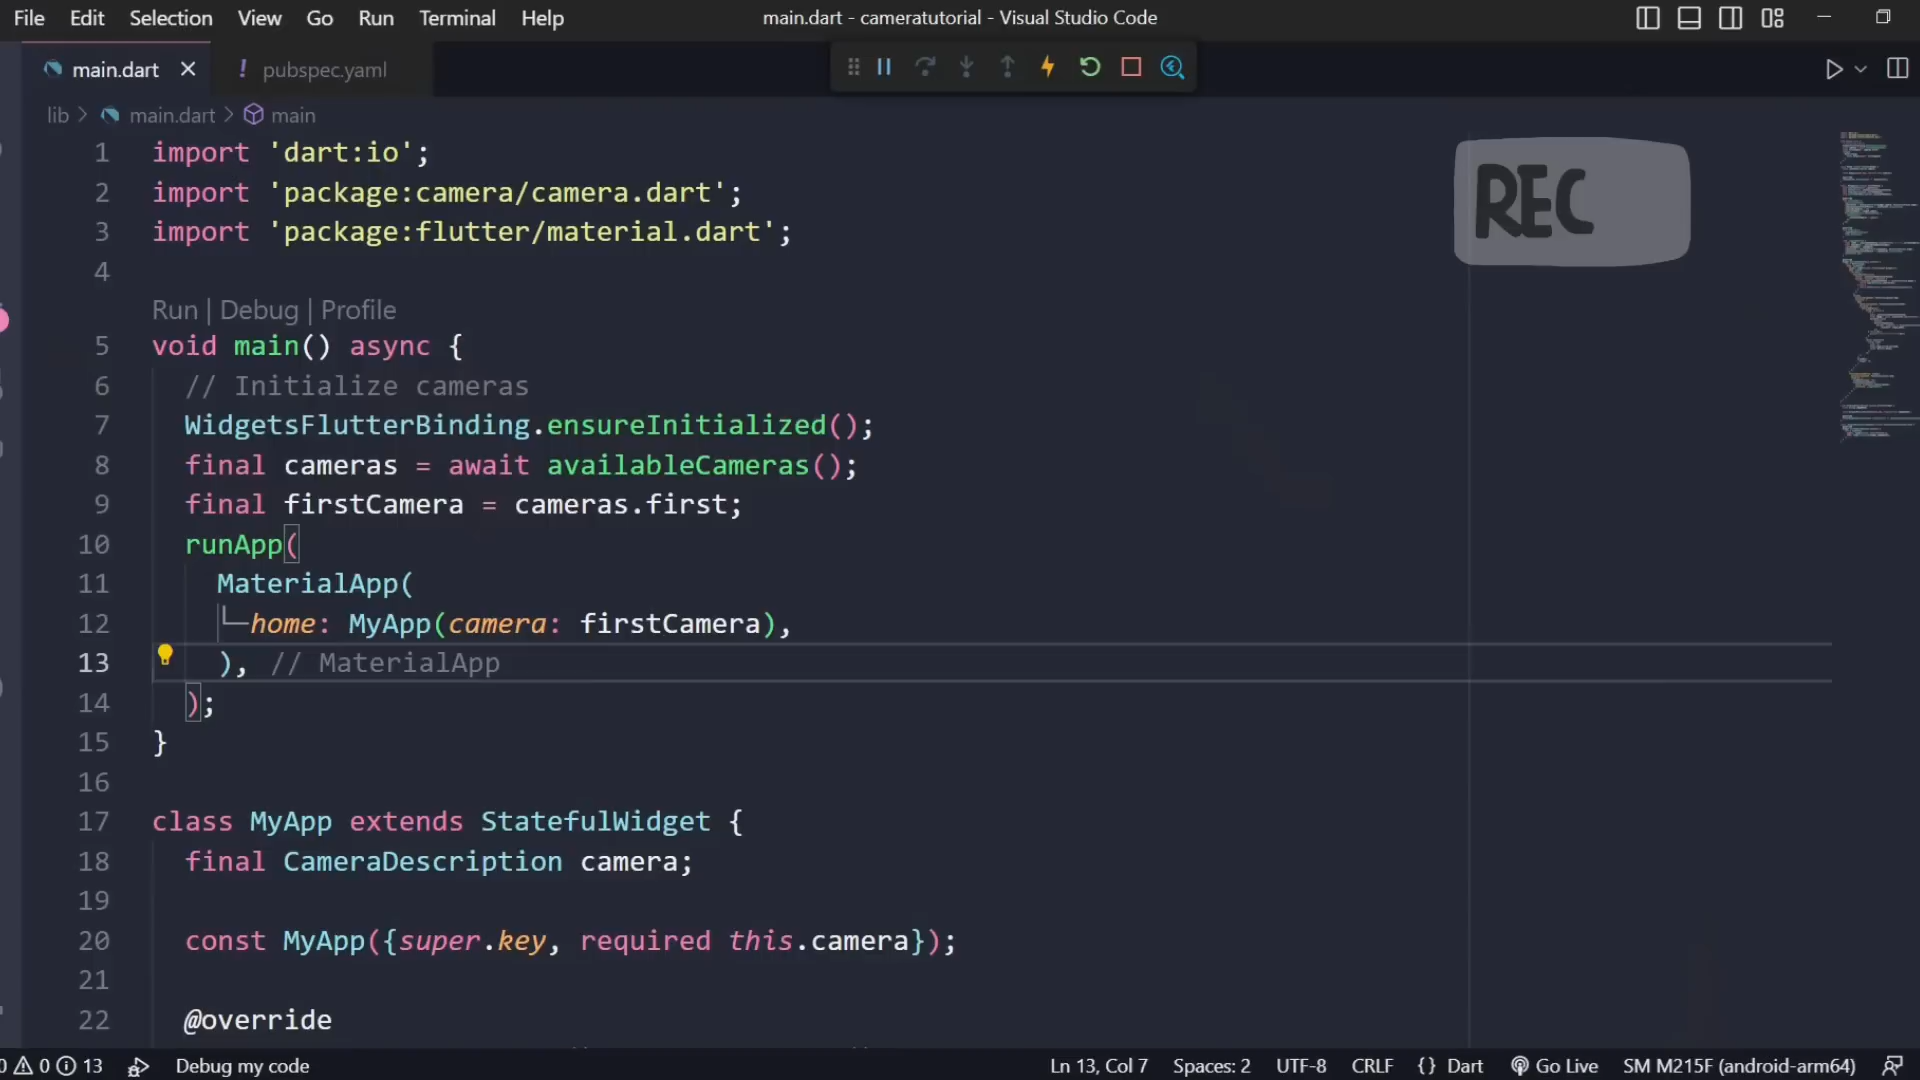 File Edit Selection View Go Run Terminal Help main.dart - cameratutorial - Visual Studio Code
main.dart ! pubspec.yaml
lib > main.dart > main
1 import 'dart:io';
2 import 'package:camera/camera.dart';
3 import 'package:flutter/material.dart';
4
Run | Debug | Profile
5 void main() async {
6 // Initialize cameras
7 WidgetsFlutterBinding.ensureInitialized();
8 final cameras = await availableCameras();
9 final firstCamera = cameras.first;
10 runApp(
11 MaterialApp(
12 home: MyApp(camera: firstCamera),
13 ), // MaterialApp
14 );
15 }
16
17 class MyApp extends StatefulWidget {
18 final CameraDescription camera;
19
20 const MyApp({super.key, required this.camera});
21
22 @override
REC
0 0 13 Debug my code Ln 13, Col 7 Spaces: 2 UTF-8 CRLF {} Dart Go Live SM M215F (android-arm64)